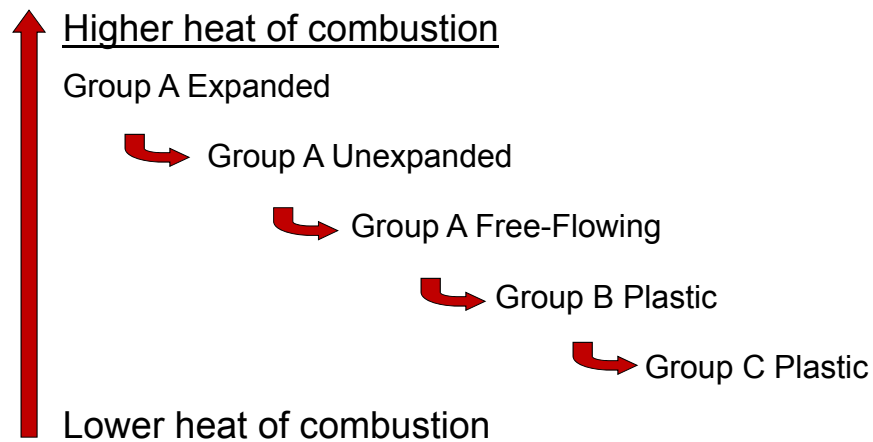 Higher heat of combustion
Group A Expanded
Group A Unexpanded
Group A Free-Flowing
Group B Plastic
Group C Plastic
Lower heat of combustion